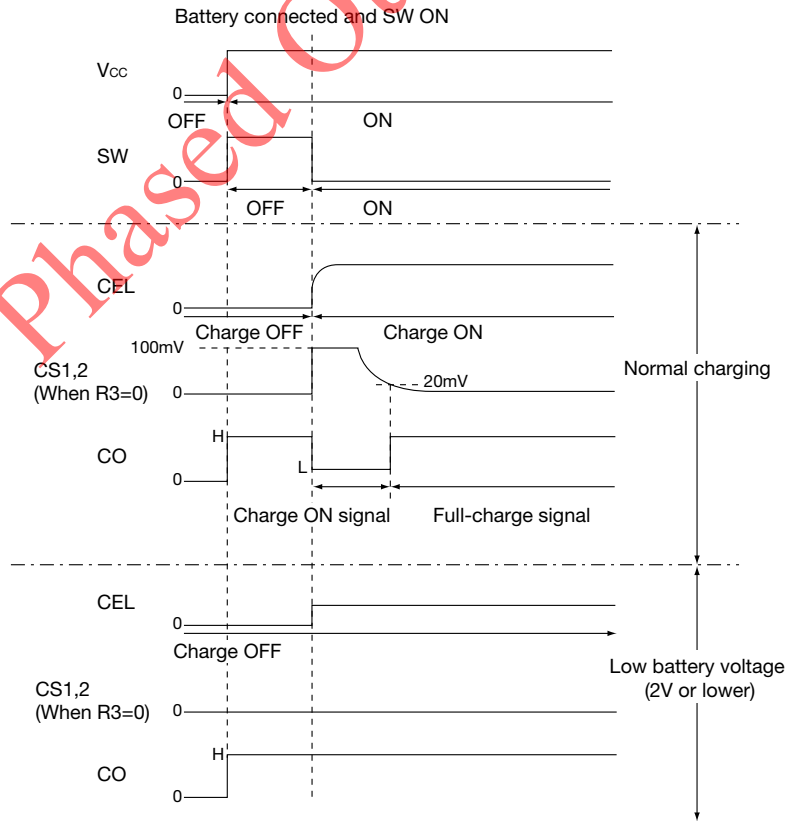 Battery connected and SW ON
Vcc
0
OFF ON
SW
0
OFF ON
CEL
0
Charge OFF Charge ON
100mV
CS1,2
(When R3=0)
0
20mV
Normal charging
H
CO
L
0
Charge ON signal Full-charge signal
CEL
0
Charge OFF
Low battery voltage
(2V or lower)
CS1,2
(When R3=0)
0
H
CO
0
Phased